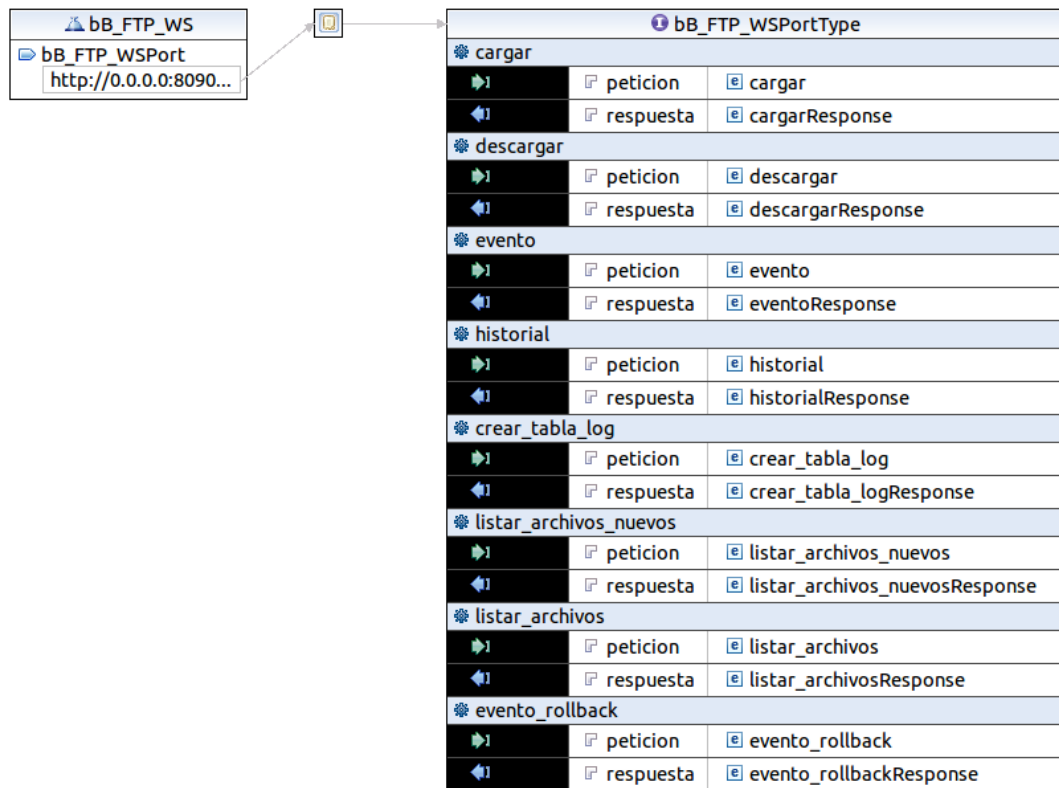 bB_FTP_WS
bB_FTP_WSPort
http://0.0.0.0:8090...
bB_FTP_WSPortType
cargar
peticion cargar
respuesta cargarResponse
descargar
peticion descargar
respuesta descargarResponse
evento
peticion evento
respuesta eventoResponse
historial
peticion historial
respuesta historialResponse
crear_tabla_log
peticion crear_tabla_log
respuesta crear_tabla_logResponse
listar_archivos_nuevos
peticion listar_archivos_nuevos
respuesta listar_archivos_nuevosResponse
listar_archivos
peticion listar_archivos
respuesta listar_archivosResponse
evento_rollback
peticion evento_rollback
respuesta evento_rollbackResponse